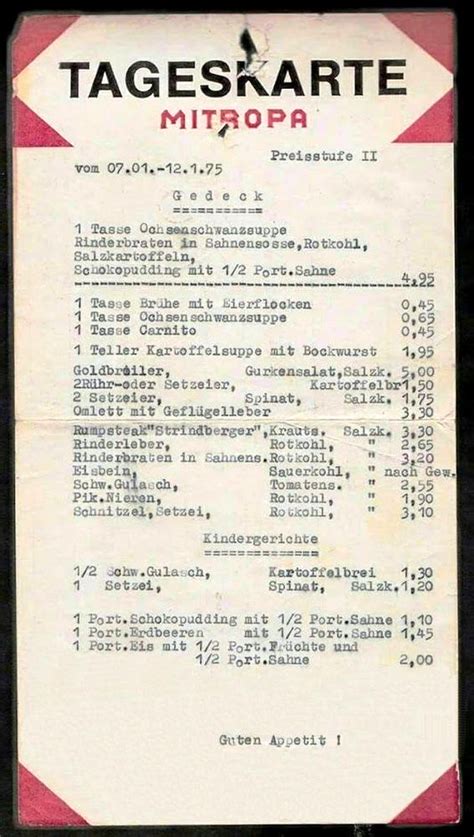 TAGESKARTE
MITROPA
Preisstufe II
vom 07.01.-12.1.75
Gedeck
===========
1 Tasse Ochsenschwanzsuppe
Rinderbraten in Sahnensosse,Rotkohl,
Salzkartoffeln,
Schokopudding mit 1/2 Port.Sahne 4,95
1 Tasse Brühe mit Eierflocken 0,45
1 Tasse Ochsenschwanzsuppe 0,65
1 Tasse Carnito 0,45
1 Teller Kartoffelsuppe mit Bockwurst 1,95
Goldbroiler, Gurkensalat,Salzk. 5,00
2Rühr-oder Setzeier, Kartoffelbr1,50
2 Setzeier, Spinat, Salzk. 1,75
Omlett mit Geflügelleber 3,30
Rumpsteak"Strindberger",Krauts. Salzk. 3,30
Rinderleber, Rotkohl, " 2,65
Rinderbraten in Sahnens.Rotkohl, " 3,20
Eisbein, Sauerkohl, " nach Gew.
Schw.Gulasch, Tomatens. " 2,55
Pik.Nieren, Rotkohl, " 1,90
Schnitzel,Setzei, Rotkohl, " 3,10
Kindergerichte
==============
1/2 Schw.Gulasch, Kartoffelbrei 1,30
1 Setzei, Spinat, Salzk.1,20
1 Port.Schokopudding mit 1/2 Port.Sahne 1,10
1 Port.Erdbeeren mit 1/2 Port.Sahne 1,45
1 Port.Eis mit 1/2 Port.Früchte und
1/2 Port.Sahne 2,00
Guten Appetit !